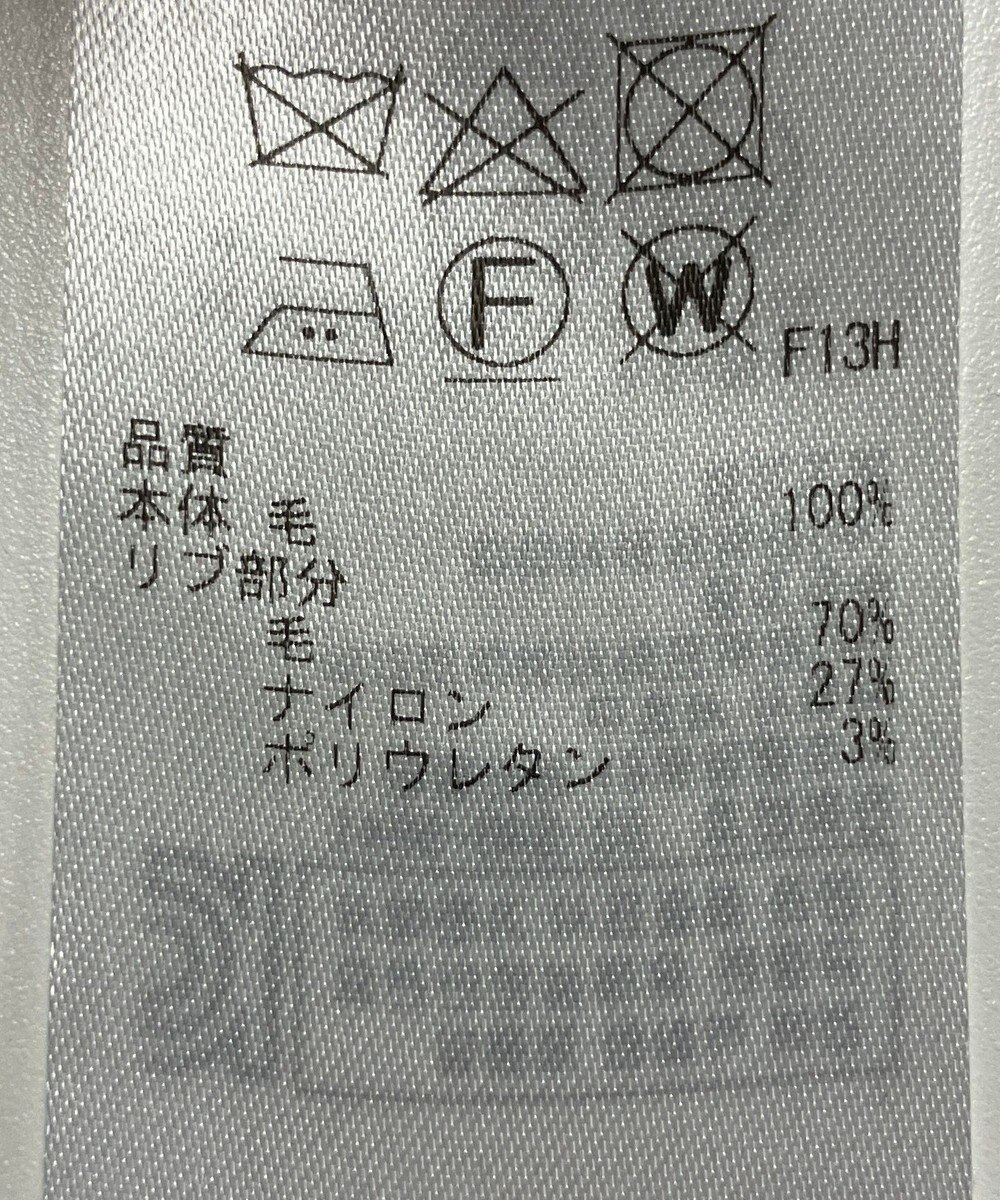 F W F13H
品質
本体 毛 100%
リブ部分
毛 70%
ナイロン 27%
ポリウレタン 3%